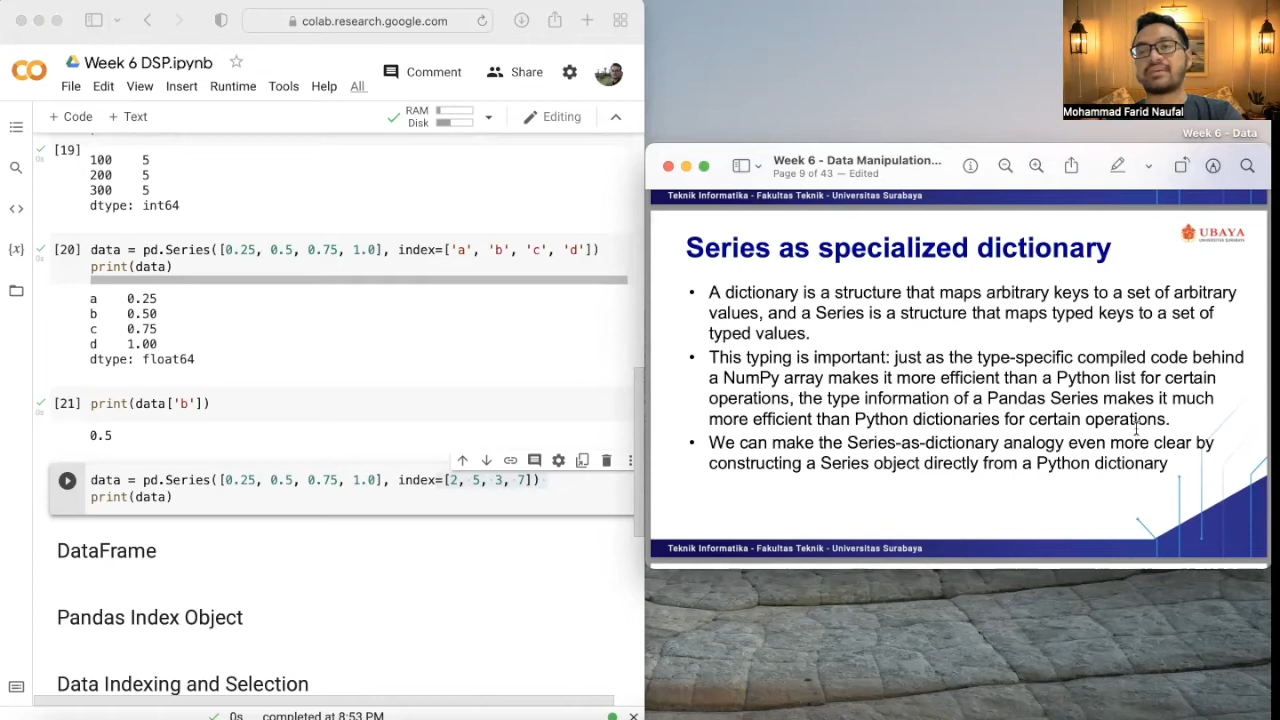 colab.research.google.com
Week 6 DSP.ipynb
Comment
Share
File Edit View Insert Runtime Tools Help All
+ Code + Text
RAM
Disk
Editing
[19]
100 5
200 5
300 5
dtype: int64
[20] data = pd.Series([0.25, 0.5, 0.75, 1.0], index=['a', 'b', 'c', 'd'])
print(data)
0s
a 0.25
b 0.50
c 0.75
d 1.00
dtype: float64
[21] print(data['b'])
0s
0.5
data = pd.Series([0.25, 0.5, 0.75, 1.0], index=[2, 5, 3, 7])
print(data)
DataFrame
Pandas Index Object
Data Indexing and Selection
0s completed at 8:53 PM
Mohammad Farid Naufal
Week 6 - Data
Week 6 - Data Manipulation...
Page 9 of 43 — Edited
Teknik Informatika - Fakultas Teknik - Universitas Surabaya
Series as specialized dictionary
UBAYA
UNIVERSITAS SURABAYA
• A dictionary is a structure that maps arbitrary keys to a set of arbitrary
values, and a Series is a structure that maps typed keys to a set of
typed values.
• This typing is important: just as the type-specific compiled code behind
a NumPy array makes it more efficient than a Python list for certain
operations, the type information of a Pandas Series makes it much
more efficient than Python dictionaries for certain operations.
• We can make the Series-as-dictionary analogy even more clear by
constructing a Series object directly from a Python dictionary
Teknik Informatika - Fakultas Teknik - Universitas Surabaya